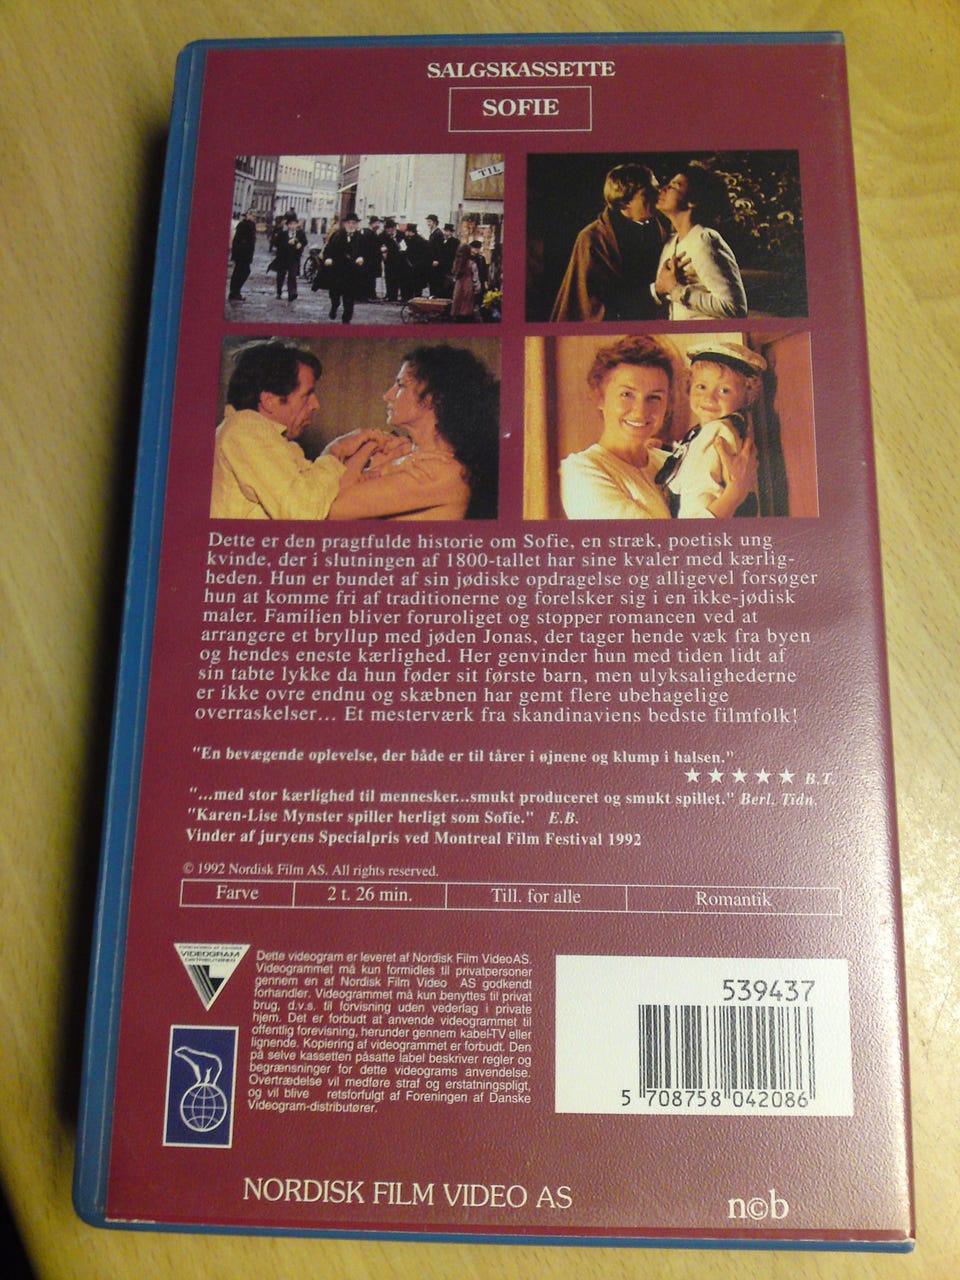 SALGSKASSETTE
SOFIE
TIL
Dette er den pragtfulde historie om Sofie, en stræk, poetisk ung
kvinde, der i slutningen af 1800-tallet har sine kvaler med kærlig-
heden. Hun er bundet af sin jødiske opdragelse og alligevel forsøger
hun at komme fri af traditionerne og forelsker sig i en ikke-jødisk
maler. Familien bliver foruroliget og stopper romancen ved at
arrangere et bryllup med jøden Jonas, der tager hende væk fra byen
og hendes eneste kærlighed. Her genvinder hun med tiden lidt af
sin tabte lykke da hun føder sit første barn, men ulyksalighederne
er ikke ovre endnu og skæbnen har gemt flere ubehagelige
overraskelser... Et mesterværk fra skandinaviens bedste filmfolk!
"En bevægende oplevelse, der både er til tårer i øjnene og klump i halsen."
★★★★★ B.T.
"...med stor kærlighed til mennesker...smukt produceret og smukt spillet." Berl. Tidn.
"Karen-Lise Mynster spiller herligt som Sofie." E.B.
Vinder af juryens Specialpris ved Montreal Film Festival 1992
© 1992 Nordisk Film AS. All rights reserved.
Farve 2 t. 26 min. Till. for alle Romantik
FORENINGEN AF DANSKE
VIDEOGRAM
DISTRIBUTØRER
Dette videogram er leveret af Nordisk Film VideoAS.
Videogrammet må kun formidles til privatpersoner
gennem en af Nordisk Film Video AS godkendt
forhandler. Videogrammet må kun benyttes til privat
brug, d.v.s. til forvisning uden vederlag i private
hjem. Det er forbudt at anvende videogrammet til
offentlig forevisning, herunder gennem kabel-TV eller
lignende. Kopiering af videogrammet er forbudt. Den
på selve kassetten påsatte label beskriver regler og
begrænsninger for dette videograms anvendelse.
Overtrædelse vil medføre straf og erstatningspligt,
og vil blive retsforfulgt af Foreningen af Danske
Videogram-distributører.
539437
5 708758 042086
NORDISK FILM VIDEO AS
n©b